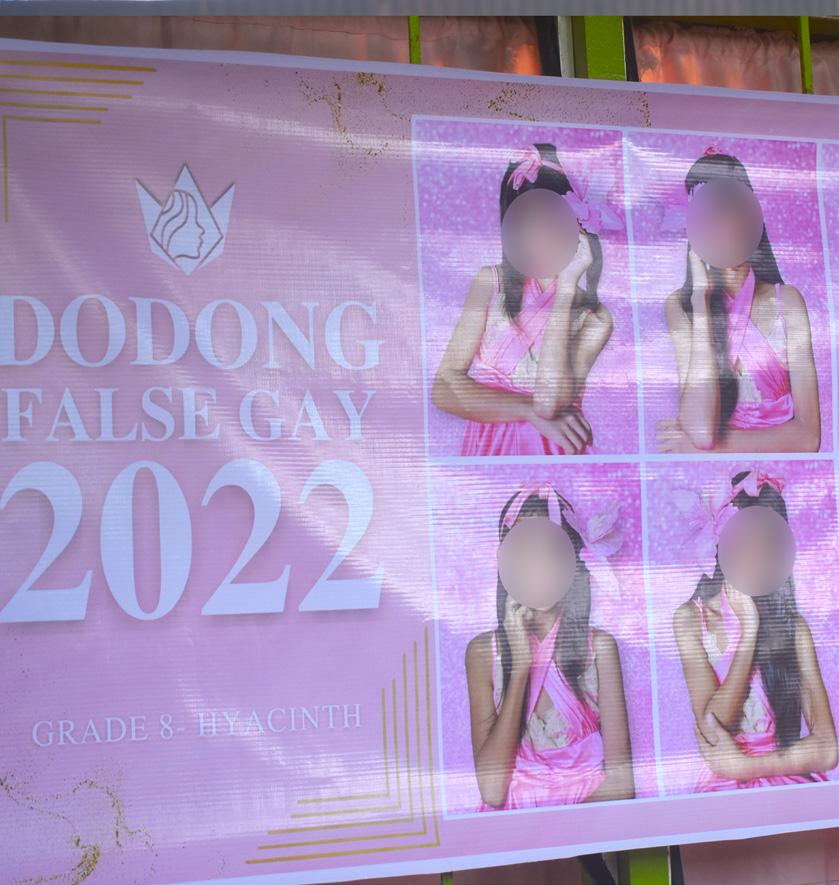 DODONG
FALSE GAY
2022
GRADE 8- HYACINTH